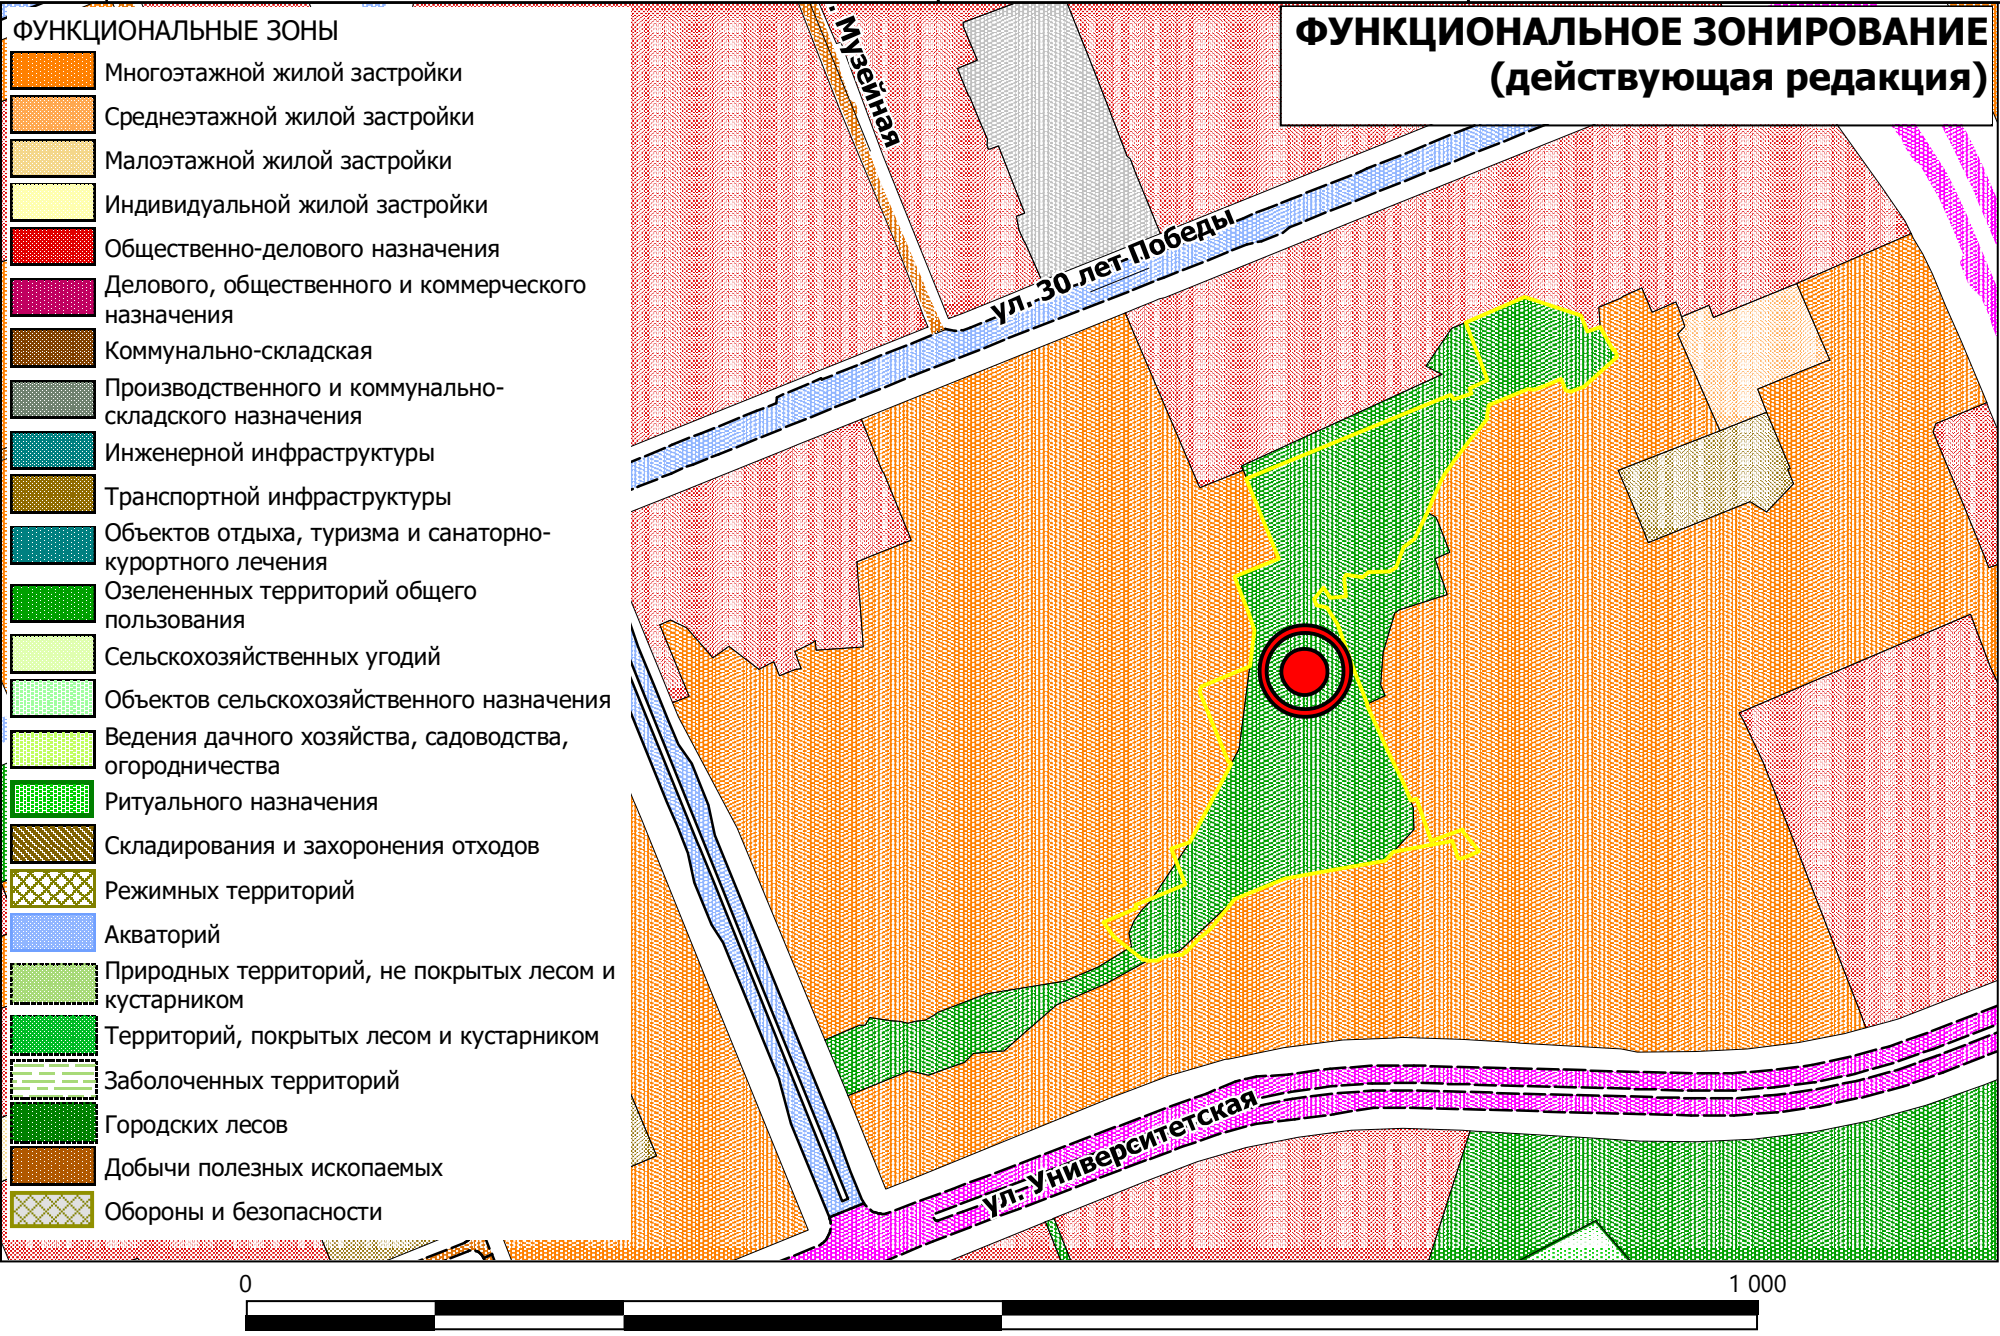 ФУНКЦИОНАЛЬНЫЕ ЗОНЫ
Многоэтажной жилой застройки
Среднеэтажной жилой застройки
Малоэтажной жилой застройки
Индивидуальной жилой застройки
Общественно-делового назначения
Делового, общественного и коммерческого
назначения
Коммунально-складская
Производственного и коммунально-
складского назначения
Инженерной инфраструктуры
Транспортной инфраструктуры
Объектов отдыха, туризма и санаторно-
курортного лечения
Озелененных территорий общего
пользования
Сельскохозяйственных угодий
Объектов сельскохозяйственного назначения
Ведения дачного хозяйства, садоводства,
огородничества
Ритуального назначения
Складирования и захоронения отходов
Режимных территорий
Акваторий
Природных территорий, не покрытых лесом и
кустарником
Территорий, покрытых лесом и кустарником
Заболоченных территорий
Городских лесов
Добычи полезных ископаемых
Обороны и безопасности
ФУНКЦИОНАЛЬНОЕ ЗОНИРОВАНИЕ
(действующая редакция)
. Музейная
ул. 30 лет Победы
ул. Университетская
0
1 000